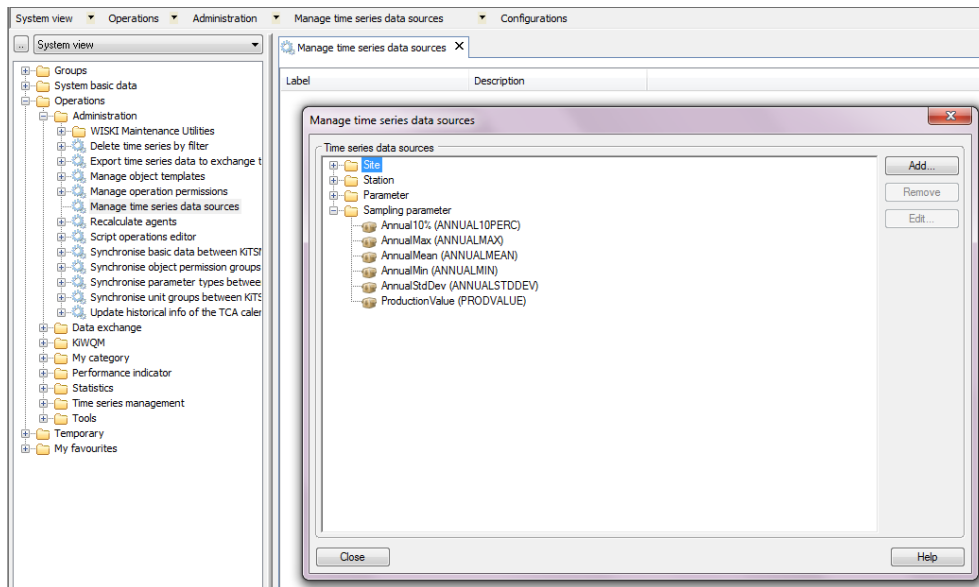 System view Operations Administration Manage time series data sources Configurations
.. System view
Manage time series data sources
Groups
System basic data
Operations
Administration
WISKI Maintenance Utilities
Delete time series by filter
Export time series data to exchange t
Manage object templates
Manage operation permissions
Manage time series data sources
Recalculate agents
Script operations editor
Synchronise basic data between KiTSM
Synchronise object permission groups
Synchronise parameter types betwee
Synchronise unit groups between KiTS
Update historical info of the TCA caler
Data exchange
KiWQM
My category
Performance indicator
Statistics
Time series management
Tools
Temporary
My favourites
Label Description
Manage time series data sources
Time series data sources
Site
Station
Parameter
Sampling parameter
Annual10% (ANNUAL10PERC)
AnnualMax (ANNUALMAX)
AnnualMean (ANNUALMEAN)
AnnualMin (ANNUALMIN)
AnnualStdDev (ANNUALSTDDEV)
ProductionValue (PRODVALUE)
Add...
Remove
Edit...
Close Help